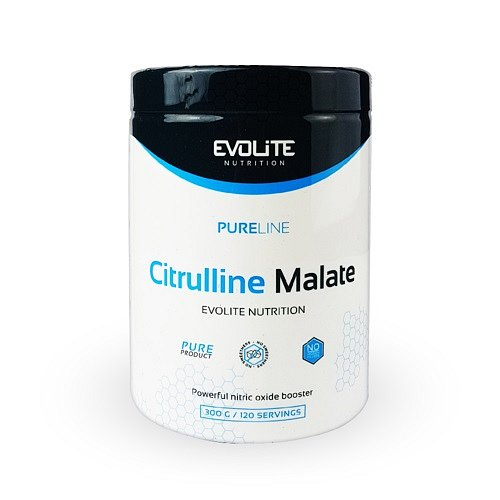 EVOLITE
NUTRITION
PURELINE
Citrulline Malate
EVOLITE NUTRITION
PURE
PRODUCT
NO
Powerful nitric oxide booster
300 G / 120 SERVINGS